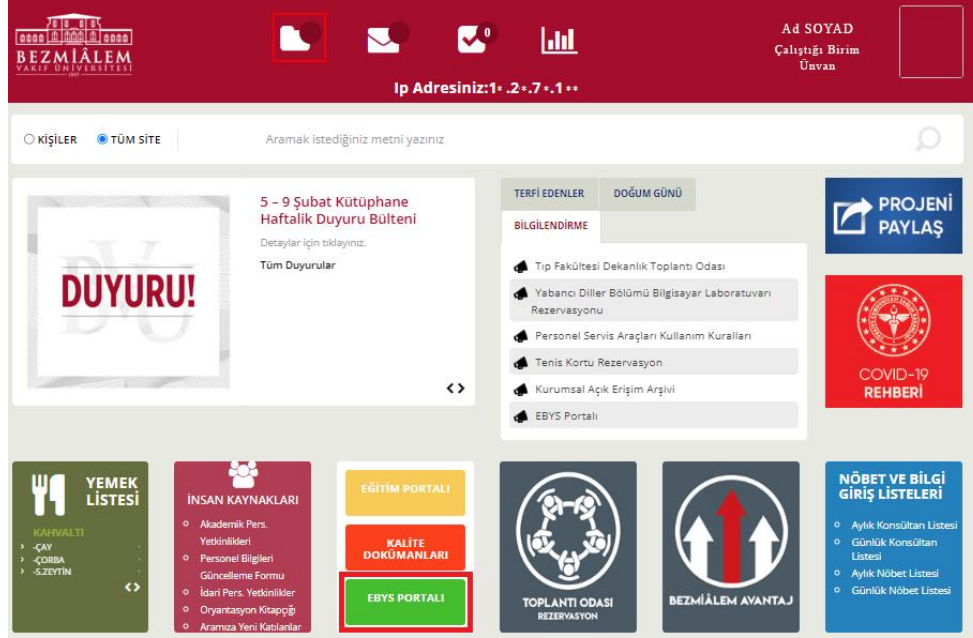 BEZMİÂLEM
VAKIF ÜNİVERSİTESİ
0
Ad SOYAD
Çalıştığı Birim
Ünvan
Ip Adresiniz:1*.2*.7*.1**
KİŞİLER
TÜM SİTE
Aramak istediğiniz metni yazınız
DUYURU!
5 – 9 Şubat Kütüphane
Haftalik Duyuru Bülteni
Detaylar için tıklayınız.
Tüm Duyurular
TERFİ EDENLER
DOĞUM GÜNÜ
BİLGİLENDİRME
Tıp Fakültesi Dekanlık Toplantı Odası
Yabancı Diller Bölümü Bilgisayar Laboratuvarı
Rezervasyonu
Personel Servis Araçları Kullanım Kuralları
Tenis Kortu Rezervasyon
Kurumsal Açık Erişim Arşivi
EBYS Portalı
PROJENİ
PAYLAŞ
COVID-19
REHBERİ
YEMEK
LİSTESİ
KAHVALTI
-ÇAY
-ÇORBA
-S.ZEYTİN
İNSAN KAYNAKLARI
Akademik Pers.
Yetkinlikleri
Personel Bilgileri
Güncelleme Formu
İdari Pers. Yetkinlikler
Oryantasyon Kitapçığı
Aramıza Yeni Katılanlar
EĞİTİM PORTALI
KALİTE
DOKÜMANLARI
EBYS PORTALI
TOPLANTI ODASI
REZERVASYON
BEZMİÂLEM AVANTAJ
NÖBET VE BİLGİ
GİRİŞ LİSTELERİ
Aylık Konsültan Listesi
Günlük Konsültan
Listesi
Aylık Nöbet Listesi
Günlük Nöbet Listesi